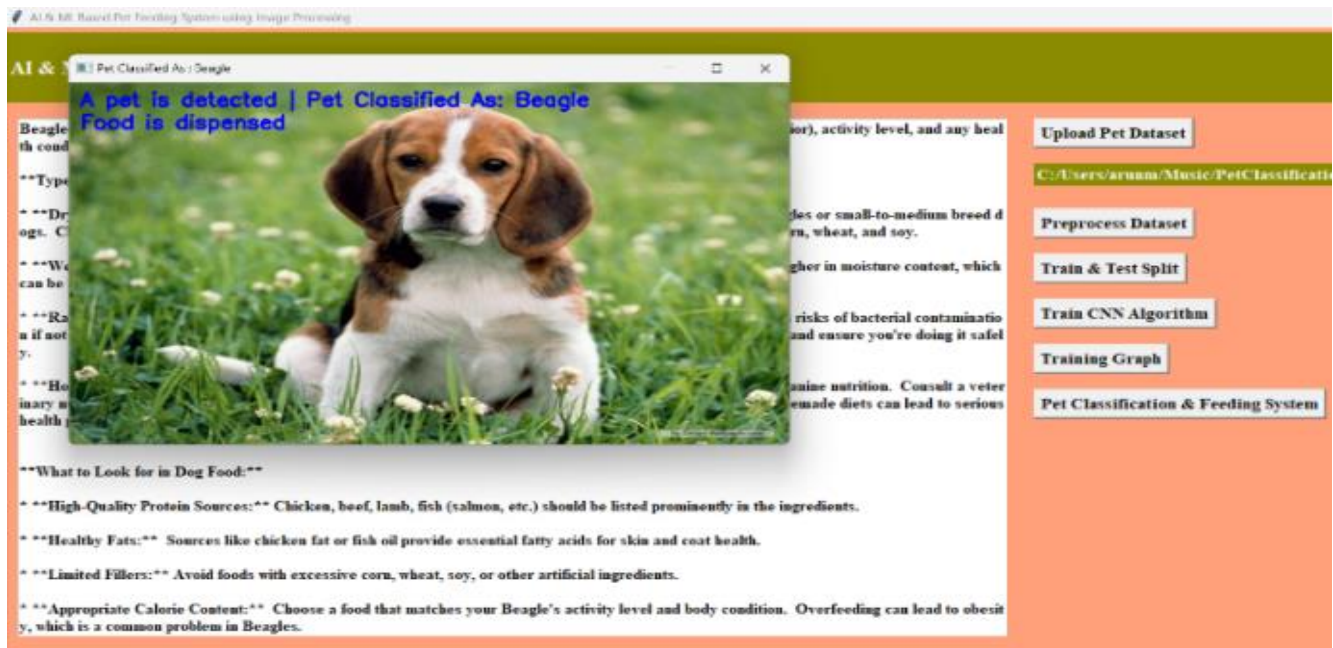 AI & ML Based Pet Feeding System using Image Processing
AI &
Pet Classified As : Beagle
A pet is detected | Pet Classified As: Beagle
Food is dispensed
Beagle
ior), activity level, and any heal
th cond
**Type
* **Dr
les or small-to-medium breed d
ogs. C
rn, wheat, and soy.
* **We
gher in moisture content, which
can be
* **Ra
risks of bacterial contaminatio
n if not
and ensure you're doing it safel
y.
* **Ho
anine nutrition. Consult a veter
inary n
emade diets can lead to serious
health
**What to Look for in Dog Food:**
* **High-Quality Protein Sources:** Chicken, beef, lamb, fish (salmon, etc.) should be listed prominently in the ingredients.
* **Healthy Fats:** Sources like chicken fat or fish oil provide essential fatty acids for skin and coat health.
* **Limited Fillers:** Avoid foods with excessive corn, wheat, soy, or other artificial ingredients.
* **Appropriate Calorie Content:** Choose a food that matches your Beagle's activity level and body condition. Overfeeding can lead to obesit
y, which is a common problem in Beagles.
Upload Pet Dataset
C:/Users/arunm/Music/PetClassificatio
Preprocess Dataset
Train & Test Split
Train CNN Algorithm
Training Graph
Pet Classification & Feeding System